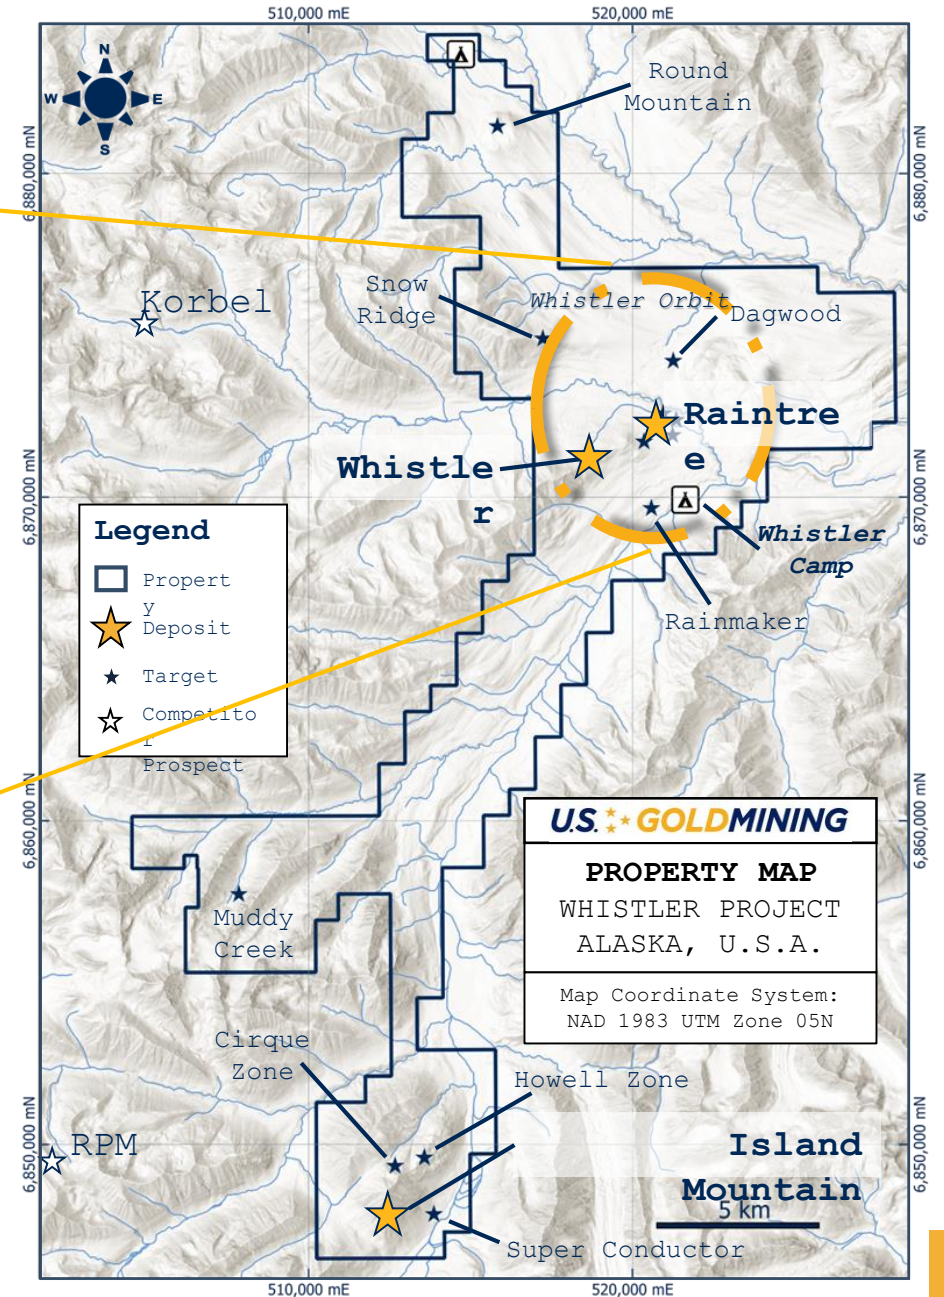 510,000 mE
520,000 mE
N
W
E
S
Round
Mountain
6,880,000 mN
6,880,000 mN
Snow
Ridge
Korbel
Whistler Orbit
Dagwood
Raintre
e
Whistle
r
6,870,000 mN
6,870,000 mN
Whistler
Camp
Rainmaker
Legend
Propert
y
Deposit
Target
Competito
r
Prospect
6,860,000 mN
6,860,000 mN
U.S. GOLDMINING
PROPERTY MAP
WHISTLER PROJECT
ALASKA, U.S.A.
Map Coordinate System:
NAD 1983 UTM Zone 05N
Muddy
Creek
Cirque
Zone
Howell Zone
6,850,000 mN
6,850,000 mN
RPM
Island
Mountain
5 km
Super Conductor
510,000 mE
520,000 mE